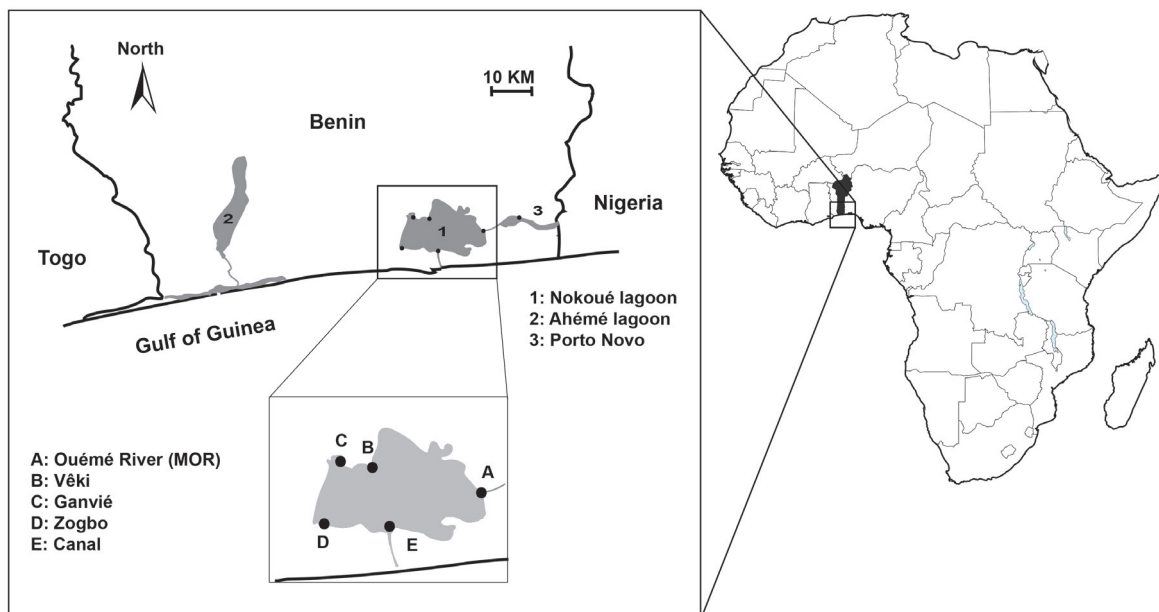 North
10 KM
Benin
Nigeria
Togo
2
1
3
Gulf of Guinea
1: Nokoué lagoon
2: Ahémé lagoon
3: Porto Novo
A: Ouémé River (MOR)
B: Vêki
C: Ganvié
D: Zogbo
E: Canal
C
B
A
D
E